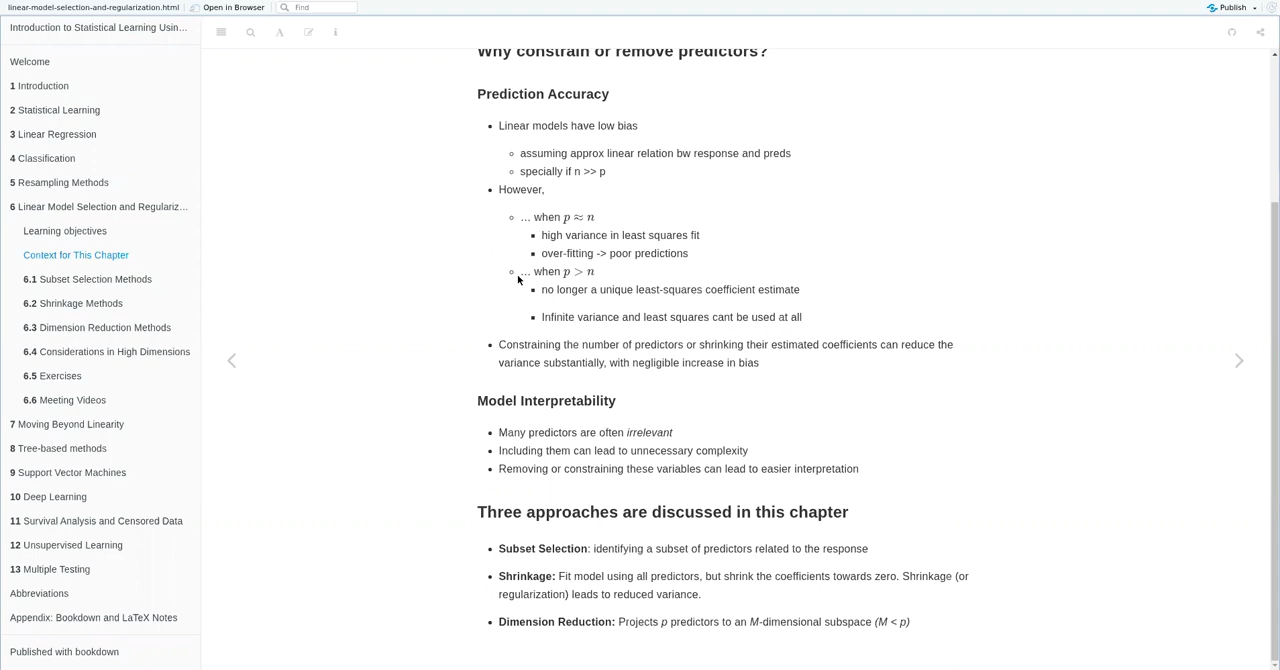 linear-model-selection-and-regularization.html
Open in Browser
Find
Publish
Introduction to Statistical Learning Usin...
Welcome
1 Introduction
2 Statistical Learning
3 Linear Regression
4 Classification
5 Resampling Methods
6 Linear Model Selection and Regulariz...
Learning objectives
Context for This Chapter
6.1 Subset Selection Methods
6.2 Shrinkage Methods
6.3 Dimension Reduction Methods
6.4 Considerations in High Dimensions
6.5 Exercises
6.6 Meeting Videos
7 Moving Beyond Linearity
8 Tree-based methods
9 Support Vector Machines
10 Deep Learning
11 Survival Analysis and Censored Data
12 Unsupervised Learning
13 Multiple Testing
Abbreviations
Appendix: Bookdown and LaTeX Notes
Published with bookdown
Why constrain or remove predictors?
Prediction Accuracy
Linear models have low bias
assuming approx linear relation bw response and preds
specially if n >> p
However,
... when p ≈ n
high variance in least squares fit
over-fitting -> poor predictions
... when p > n
no longer a unique least-squares coefficient estimate
Infinite variance and least squares cant be used at all
Constraining the number of predictors or shrinking their estimated coefficients can reduce the
variance substantially, with negligible increase in bias
Model Interpretability
Many predictors are often irrelevant
Including them can lead to unnecessary complexity
Removing or constraining these variables can lead to easier interpretation
Three approaches are discussed in this chapter
Subset Selection: identifying a subset of predictors related to the response
Shrinkage: Fit model using all predictors, but shrink the coefficients towards zero. Shrinkage (or
regularization) leads to reduced variance.
Dimension Reduction: Projects p predictors to an M-dimensional subspace (M < p)